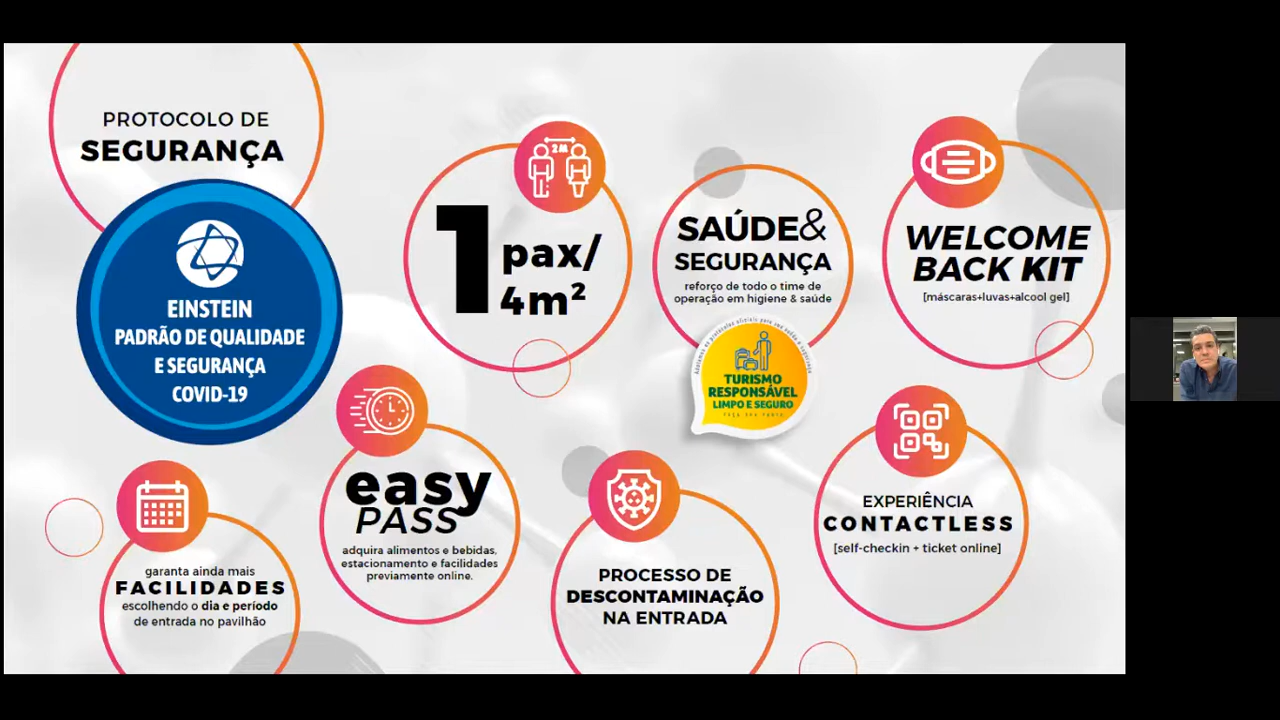 PROTOCOLO DE
SEGURANÇA
EINSTEIN
PADRÃO DE QUALIDADE
E SEGURANÇA
COVID-19
2M
1 pax/
4m²
SAÚDE&
SEGURANÇA
reforço de todo o time de
operação em higiene & saúde
TURISMO
RESPONSÁVEL
LIMPO E SEGURO
WELCOME
BACK KIT
[máscaras+luvas+alcool gel]
garanta ainda mais
FACILIDADES
escolhendo o dia e período
de entrada no pavilhão
easy
PASS
adquira alimentos e bebidas,
estacionamento e facilidades
previamente online.
PROCESSO DE
DESCONTAMINAÇÃO
NA ENTRADA
EXPERIÊNCIA
CONTACTLESS
[self-checkin + ticket online]